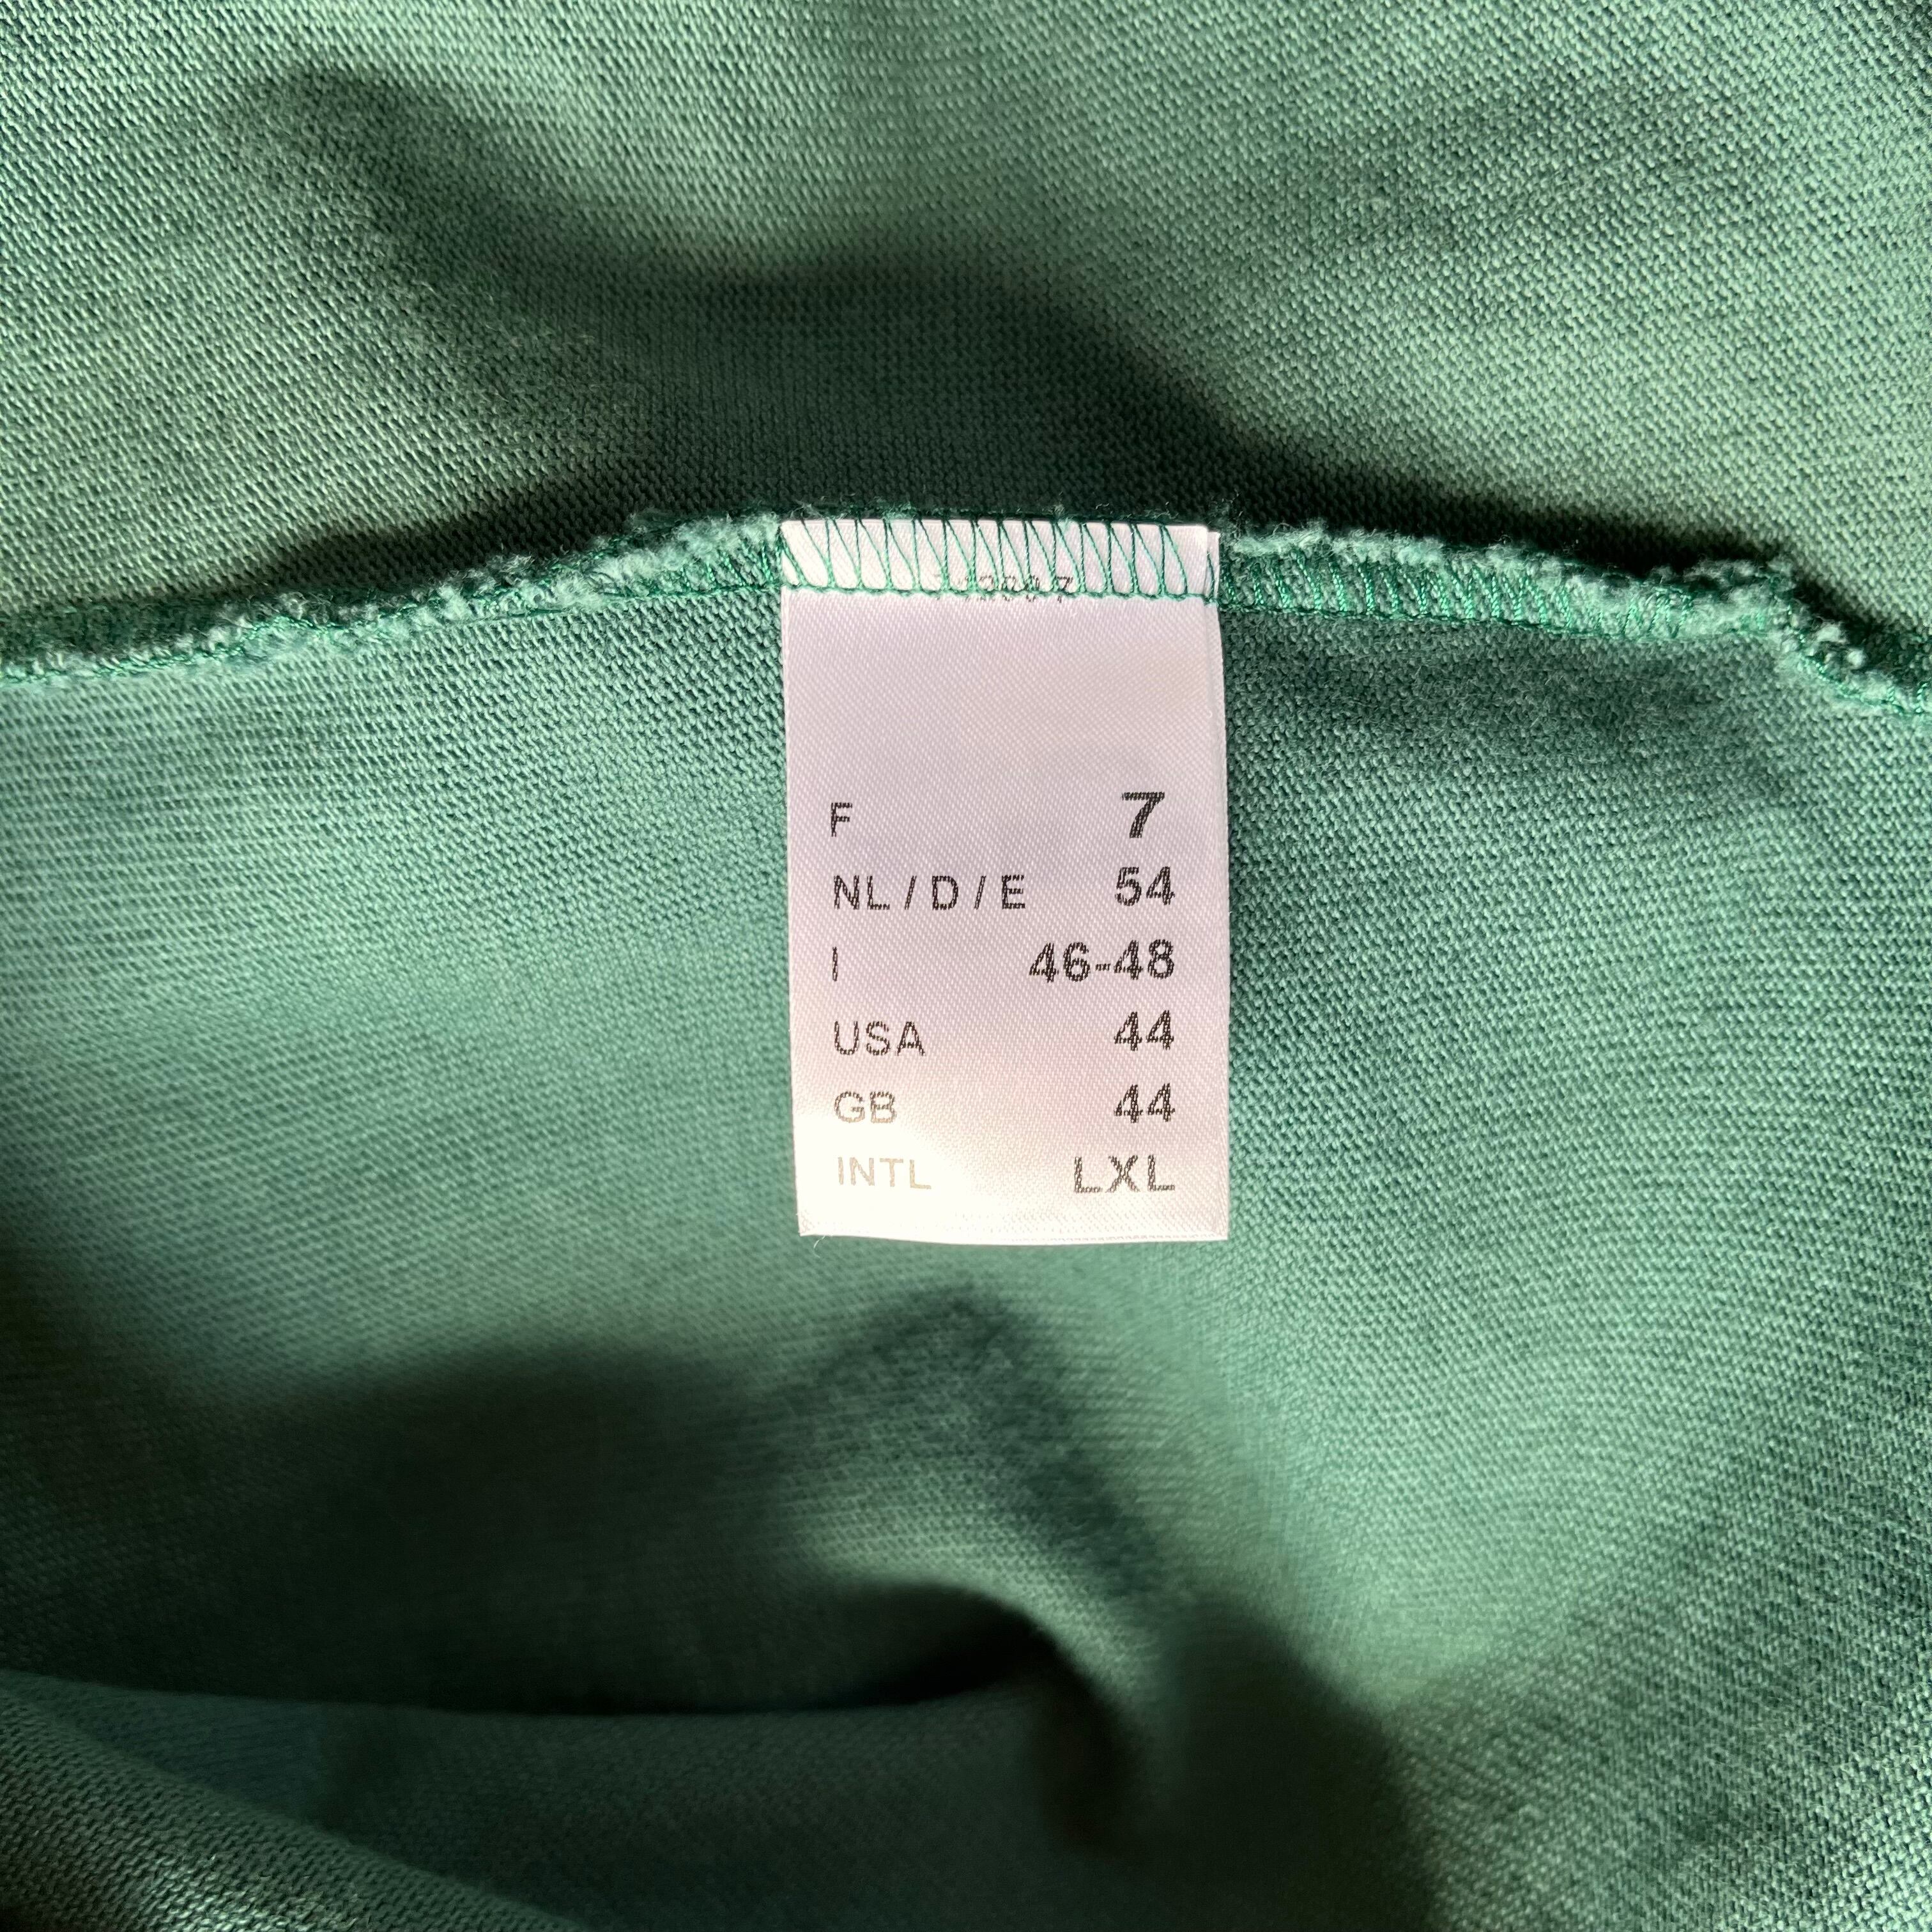 F 7
NL / D / E 54
I 46-48
USA 44
GB 44
INTL LXL